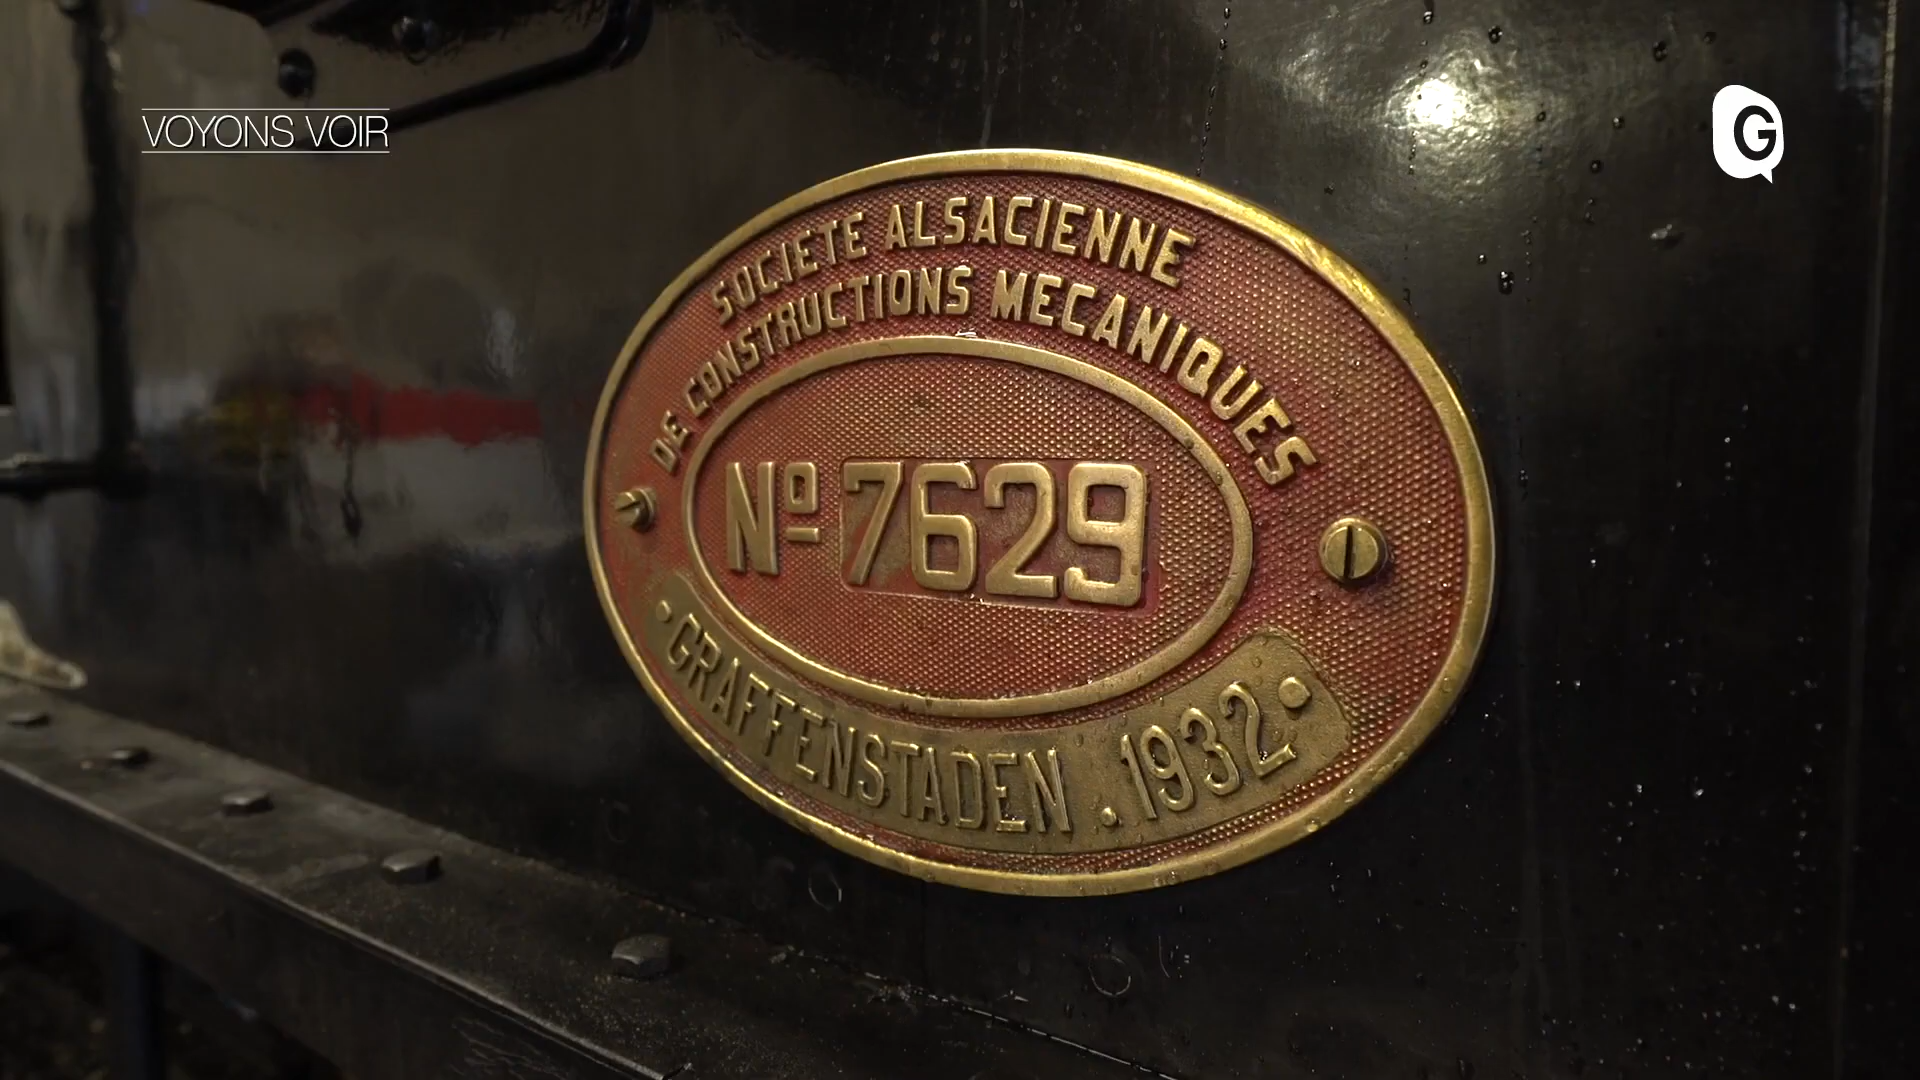 VOYONS VOIR
G
SOCIETE ALSACIENNE
DE CONSTRUCTIONS MECANIQUES
Nº 7629
·GRAFFENSTADEN . 1932·